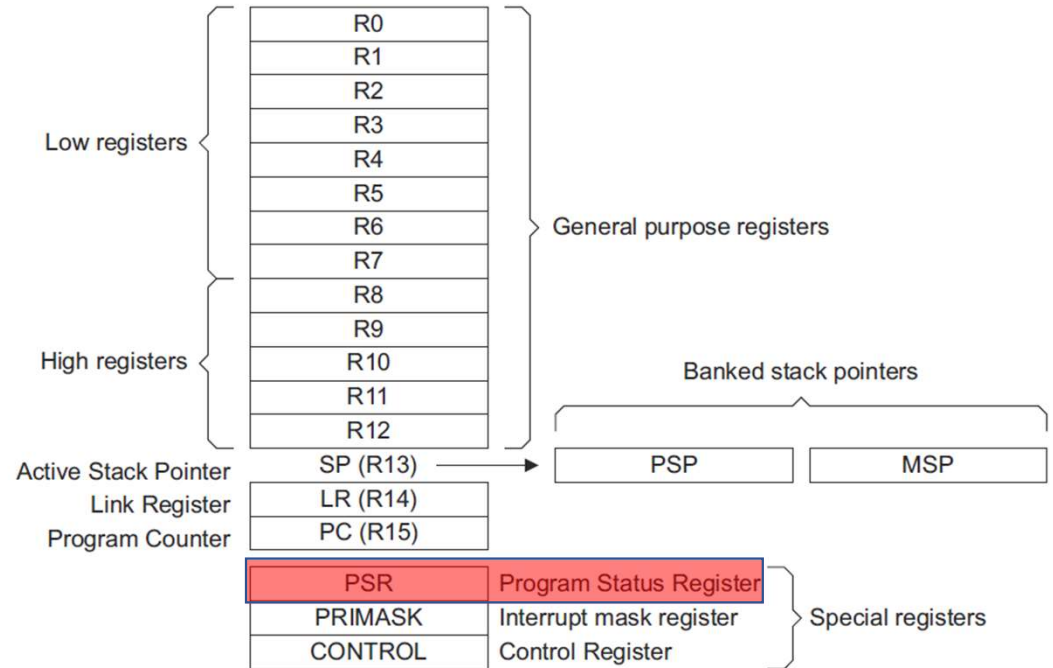 R0
R1
R2
R3
Low registers
R4
R5
R6
General purpose registers
R7
R8
R9
High registers
R10
Banked stack pointers
R11
R12
Active Stack Pointer SP (R13) PSP MSP
Link Register LR (R14)
Program Counter PC (R15)
PSR Program Status Register
PRIMASK Interrupt mask register Special registers
CONTROL Control Register